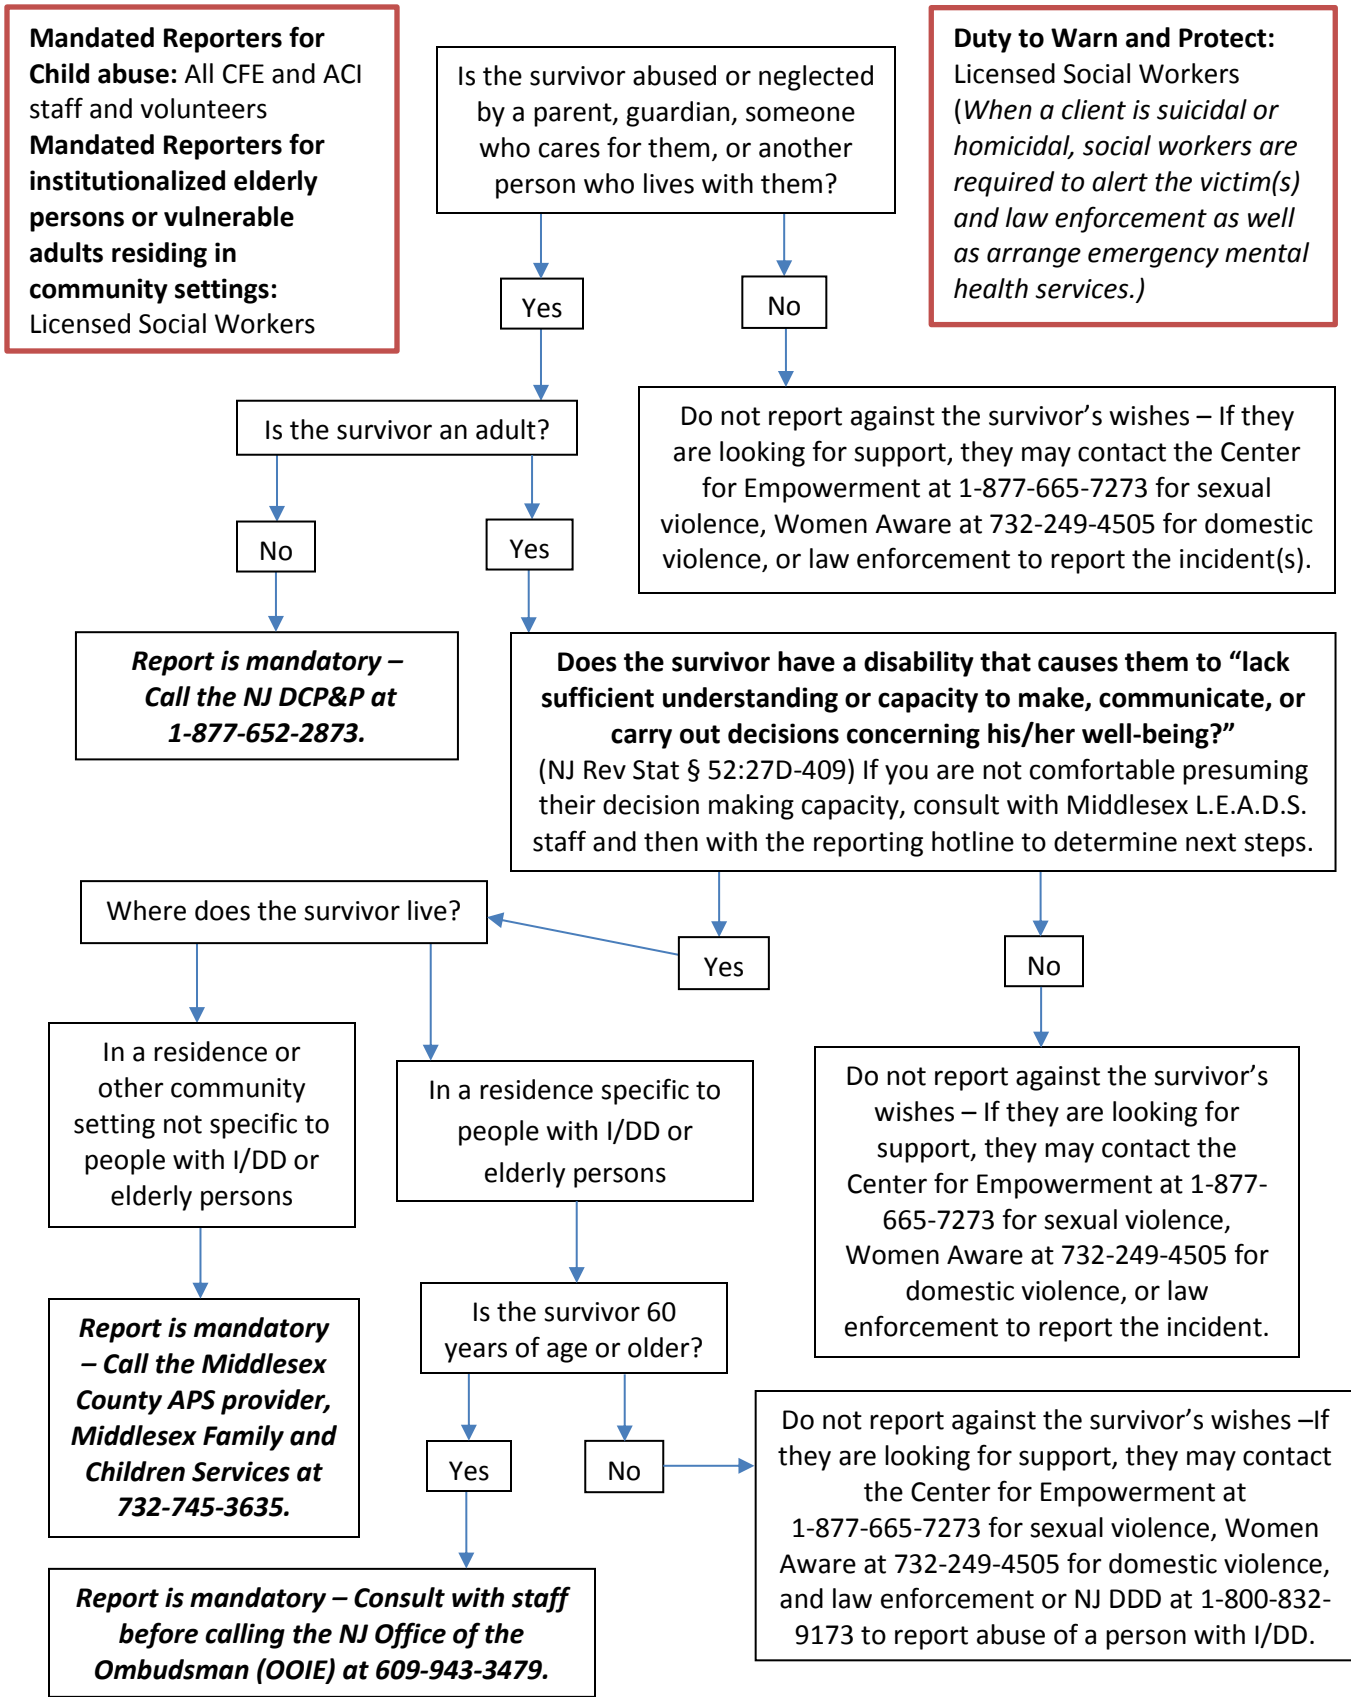 Mandated Reporters for
Child abuse: All CFE and ACI
staff and volunteers
Mandated Reporters for
institutionalized elderly
persons or vulnerable
adults residing in
community settings:
Licensed Social Workers
Is the survivor abused or neglected
by a parent, guardian, someone
who cares for them, or another
person who lives with them?
Duty to Warn and Protect:
Licensed Social Workers
(When a client is suicidal or
homicidal, social workers are
required to alert the victim(s)
and law enforcement as well
as arrange emergency mental
health services.)
Yes
No
Is the survivor an adult?
Do not report against the survivor’s wishes – If they
are looking for support, they may contact the Center
for Empowerment at 1-877-665-7273 for sexual
violence, Women Aware at 732-249-4505 for domestic
violence, or law enforcement to report the incident(s).
No
Yes
Report is mandatory –
Call the NJ DCP&P at
1-877-652-2873.
Does the survivor have a disability that causes them to “lack
sufficient understanding or capacity to make, communicate, or
carry out decisions concerning his/her well-being?”
(NJ Rev Stat § 52:27D-409) If you are not comfortable presuming
their decision making capacity, consult with Middlesex L.E.A.D.S.
staff and then with the reporting hotline to determine next steps.
Where does the survivor live?
Yes
No
In a residence or
other community
setting not specific to
people with I/DD or
elderly persons
In a residence specific to
people with I/DD or
elderly persons
Do not report against the survivor’s
wishes – If they are looking for
support, they may contact the
Center for Empowerment at 1-877-
665-7273 for sexual violence,
Women Aware at 732-249-4505 for
domestic violence, or law
enforcement to report the incident.
Report is mandatory
– Call the Middlesex
County APS provider,
Middlesex Family and
Children Services at
732-745-3635.
Is the survivor 60
years of age or older?
Yes
No
Do not report against the survivor’s wishes –If
they are looking for support, they may contact
the Center for Empowerment at
1-877-665-7273 for sexual violence, Women
Aware at 732-249-4505 for domestic violence,
and law enforcement or NJ DDD at 1-800-832-
9173 to report abuse of a person with I/DD.
Report is mandatory – Consult with staff
before calling the NJ Office of the
Ombudsman (OOIE) at 609-943-3479.